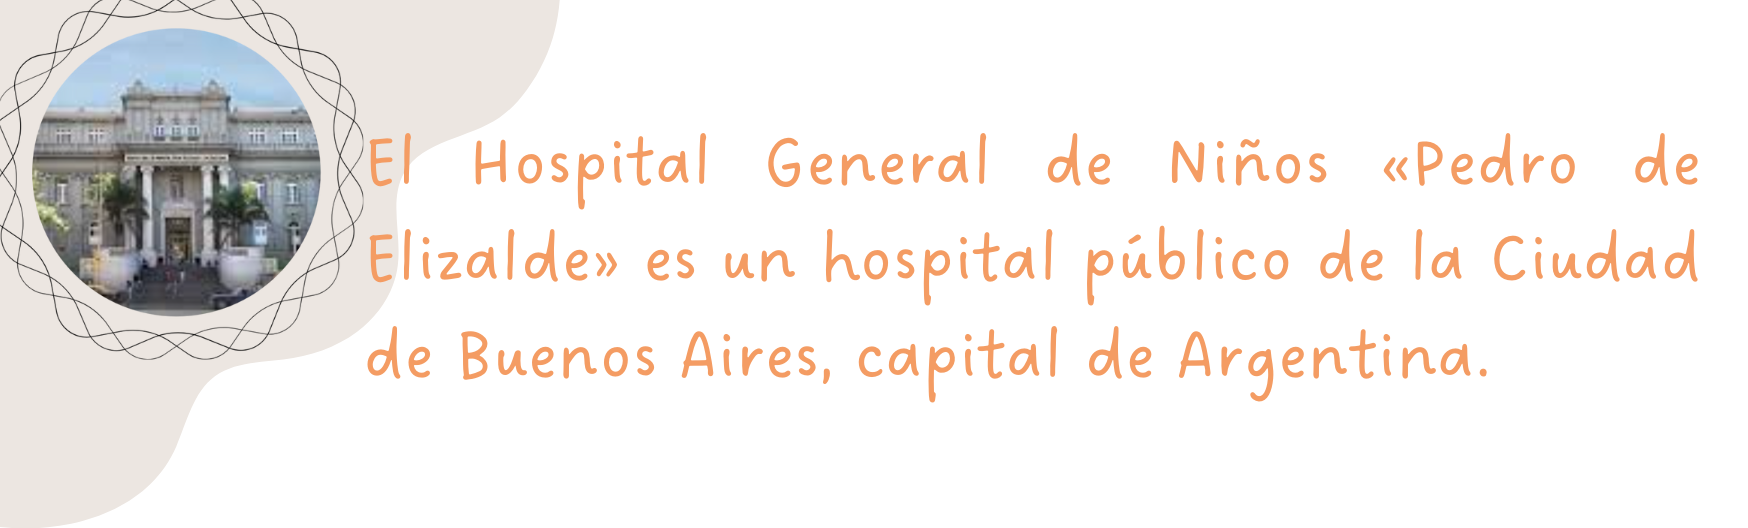 El Hospital General de Niños «Pedro de
Elizalde» es un hospital público de la Ciudad
de Buenos Aires, capital de Argentina.